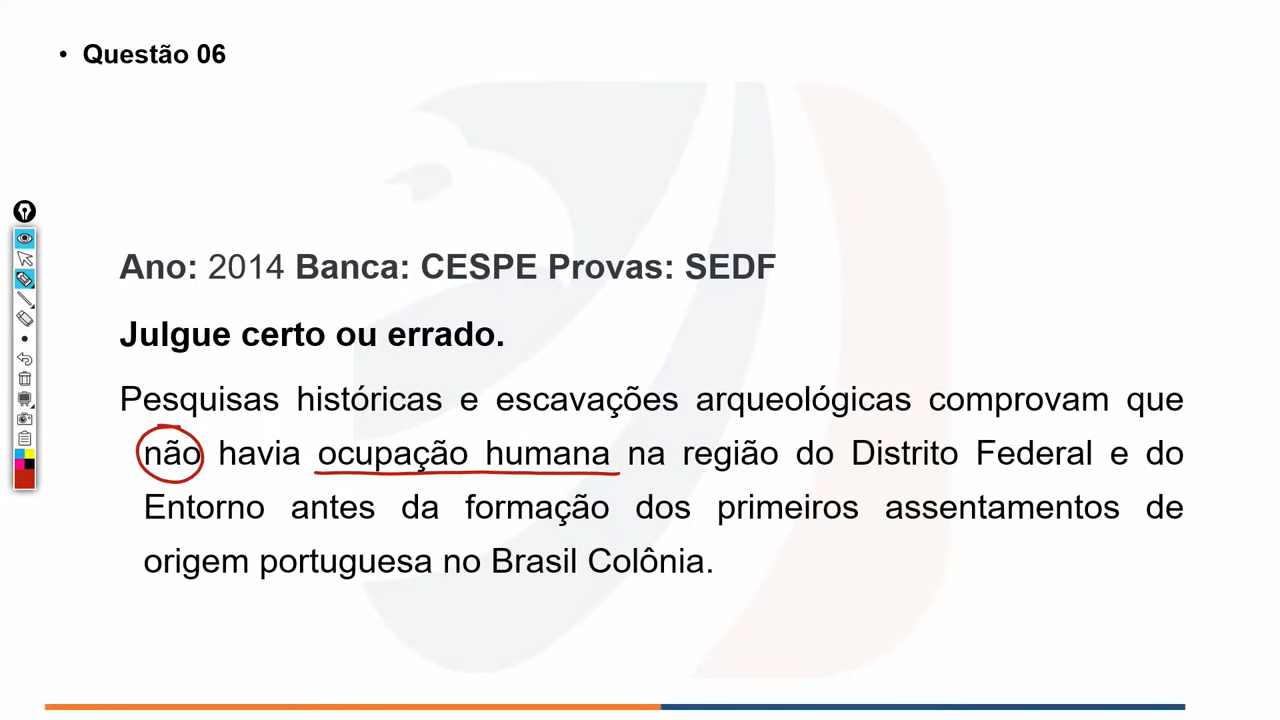 • Questão 06
Ano: 2014 Banca: CESPE Provas: SEDF
Julgue certo ou errado.
Pesquisas históricas e escavações arqueológicas comprovam que
não havia ocupação humana na região do Distrito Federal e do
Entorno antes da formação dos primeiros assentamentos de
origem portuguesa no Brasil Colônia.